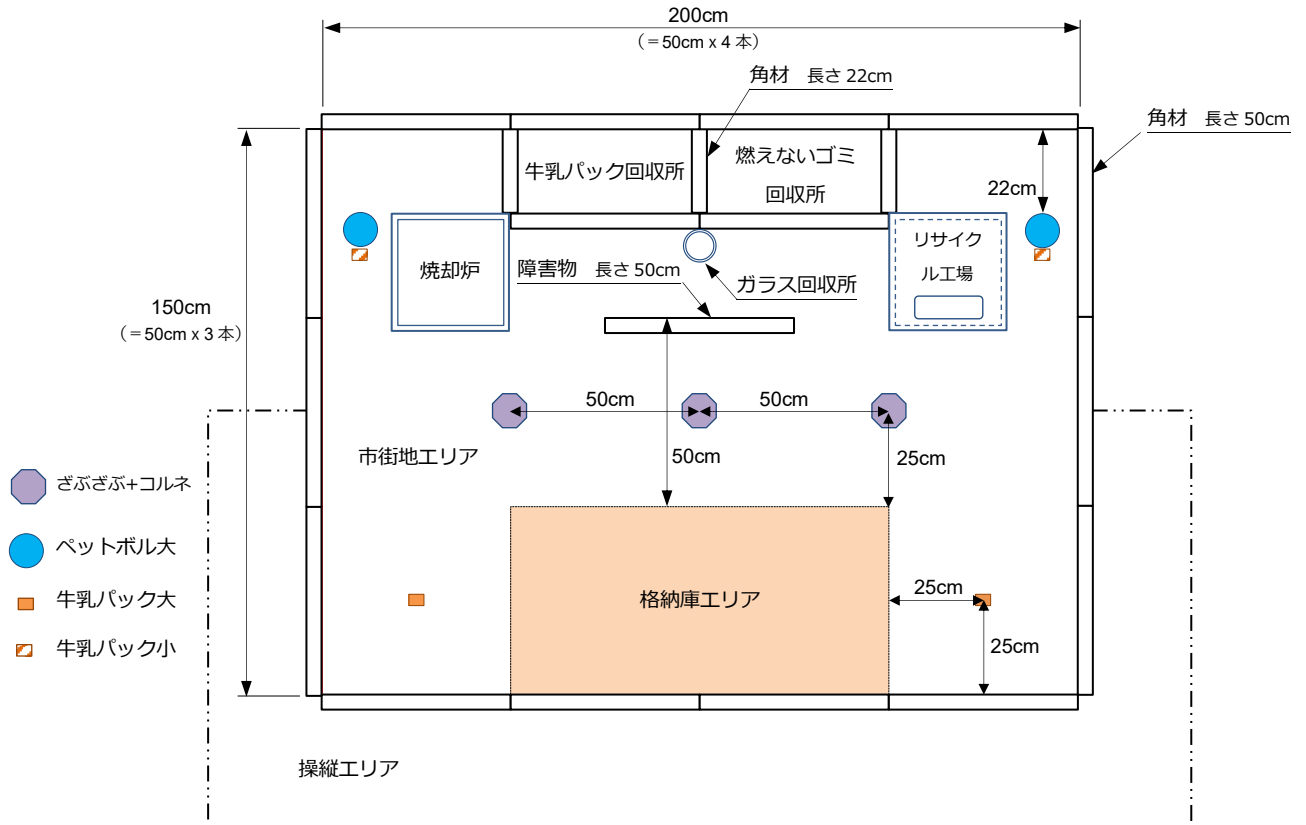 200cm
（＝50cm x 4 本）
角材　長さ 22cm
角材　長さ 50cm
牛乳パック回収所
燃えないゴミ
回収所
22cm
焼却炉
障害物　長さ 50cm
ガラス回収所
リサイク
ル工場
150cm
（＝50cm x 3 本）
50cm
50cm
市街地エリア
50cm
25cm
ざぶざぶ+コルネ
ペットボル大
牛乳パック大
牛乳パック小
格納庫エリア
25cm
25cm
操縦エリア